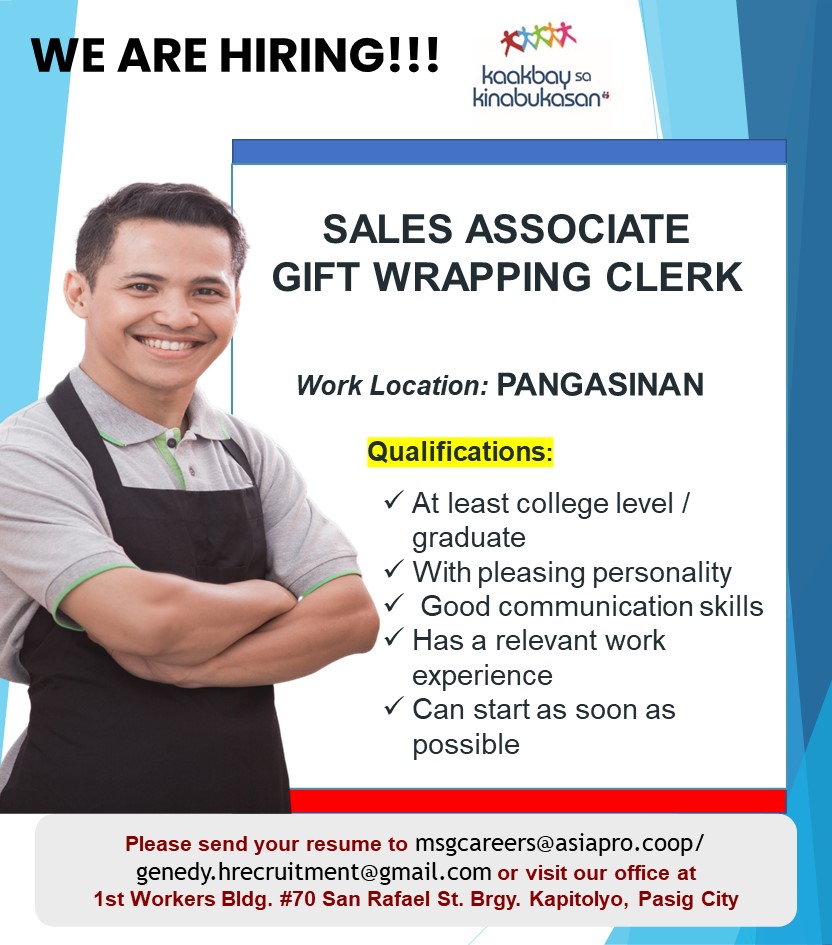 WE ARE HIRING!!!
kaakbay sa
kinabukasan
SALES ASSOCIATE
GIFT WRAPPING CLERK
Work Location: PANGASINAN
Qualifications:
✓ At least college level /
graduate
✓ With pleasing personality
✓ Good communication skills
✓ Has a relevant work
experience
✓ Can start as soon as
possible
Please send your resume to msgcareers@asiapro.coop/
genedy.hrecruitment@gmail.com or visit our office at
1st Workers Bldg. #70 San Rafael St. Brgy. Kapitolyo, Pasig City